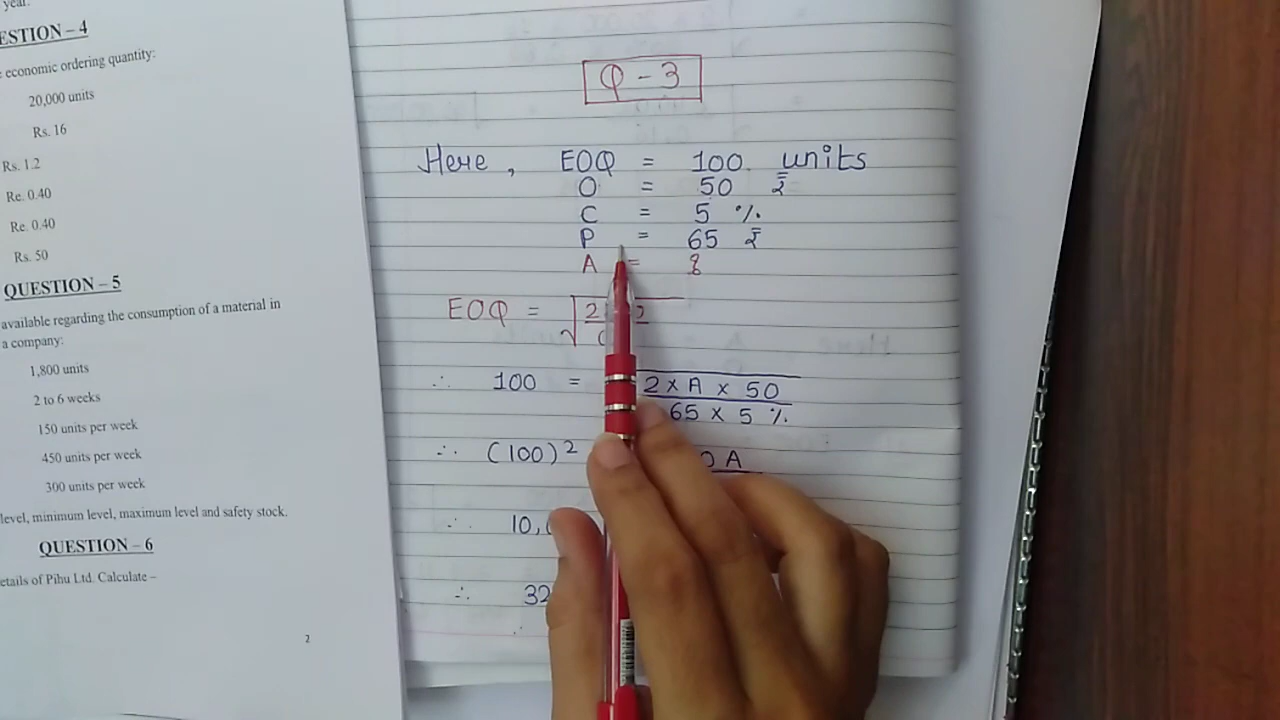 year.
ESTION – 4
economic ordering quantity:
20,000 units
Rs. 16
Rs. 1.2
Re. 0.40
Re. 0.40
Rs. 50
QUESTION – 5
available regarding the consumption of a material in
a company:
1,800 units
2 to 6 weeks
150 units per week
450 units per week
300 units per week
level, minimum level, maximum level and safety stock.
QUESTION – 6
etails of Pihu Ltd. Calculate –
2
Q - 3
Here , EOQ = 100 units
O = 50 ₹
C = 5 %
P = 65 ₹
A =
EOQ = √ 2
∴ 100 = 2 × A × 50
65 × 5 %
∴ (100)² 0 A
∴ 10,
∴ 32